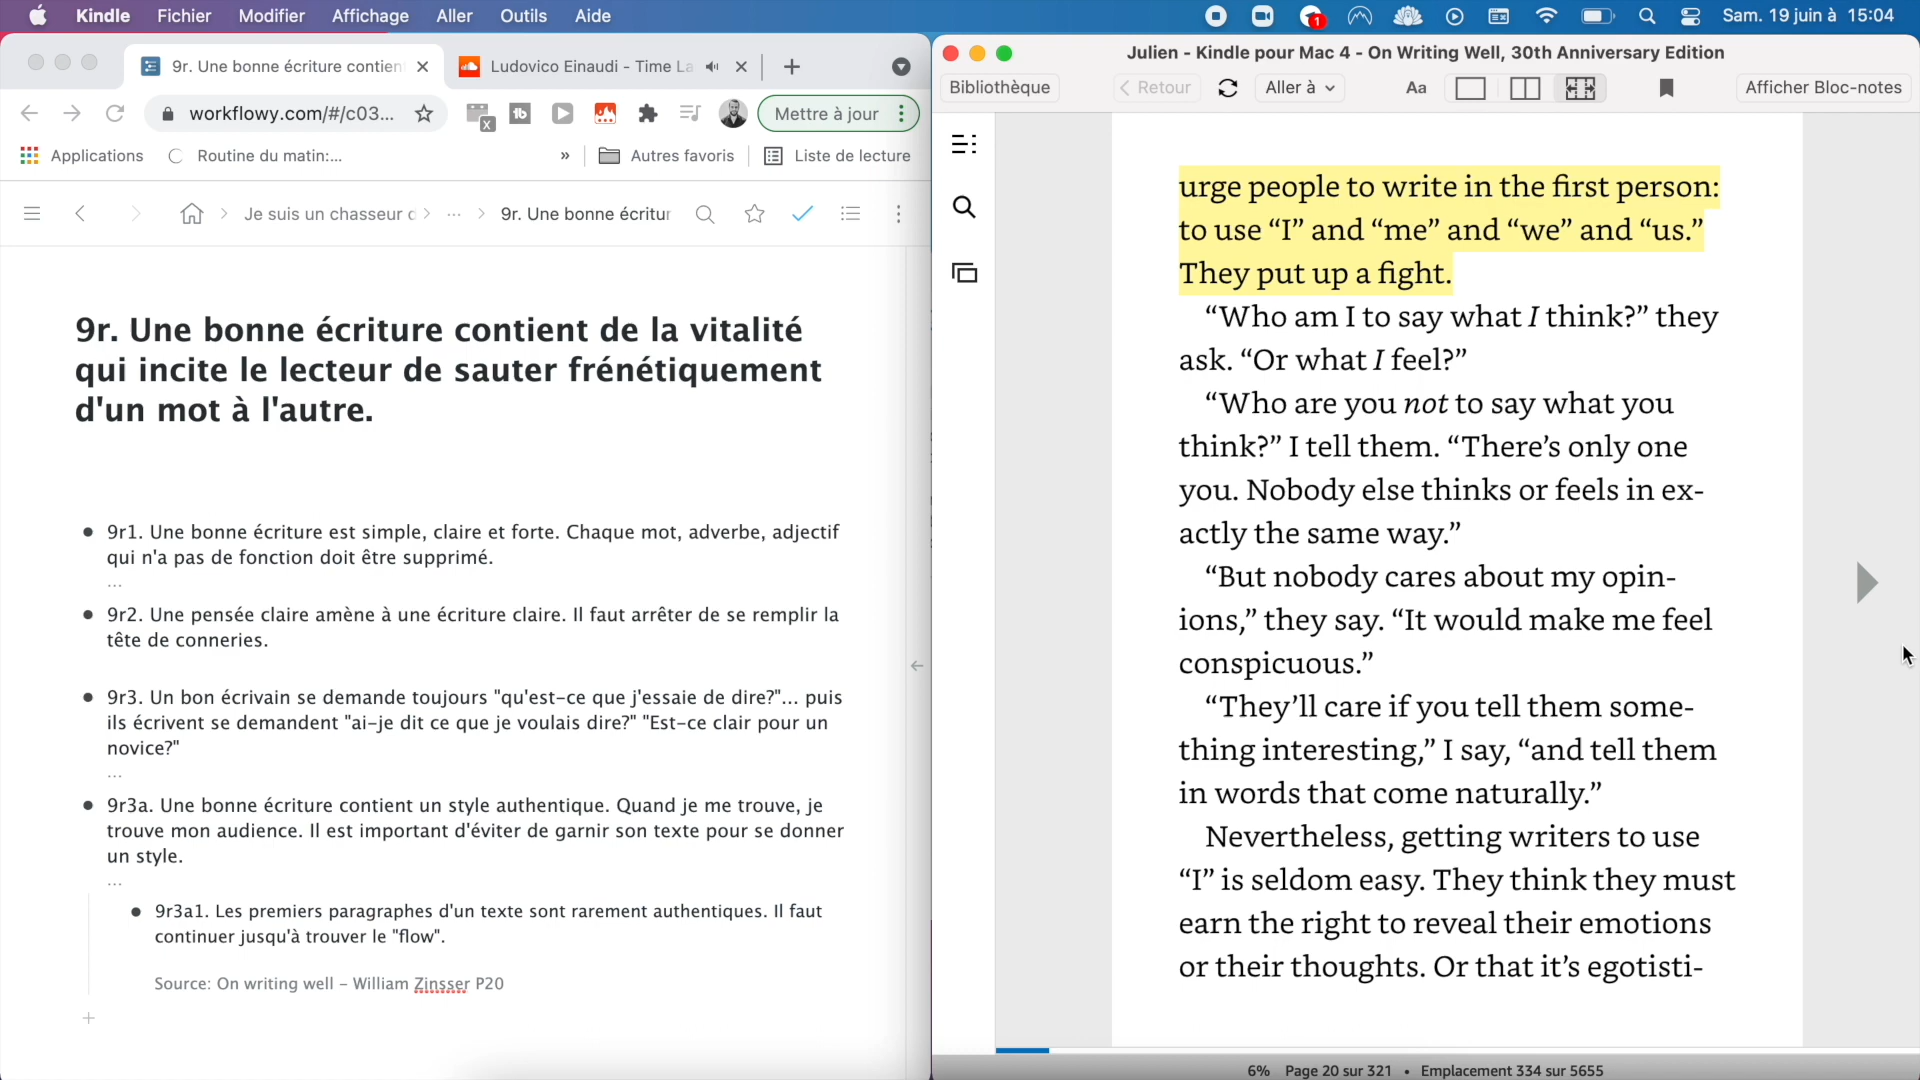 Kindle Fichier Modifier Affichage Aller Outils Aide
1
Sam. 19 juin à 15:04
9r. Une bonne écriture contien
Ludovico Einaudi - Time La
workflowy.com/#/c03...
x
tb
Mettre à jour
Applications
Routine du matin:...
»
Autres favoris
Liste de lecture
Je suis un chasseur d
...
9r. Une bonne écritur
9r. Une bonne écriture contient de la vitalité
qui incite le lecteur de sauter frénétiquement
d'un mot à l'autre.
9r1. Une bonne écriture est simple, claire et forte. Chaque mot, adverbe, adjectif
qui n'a pas de fonction doit être supprimé.
...
9r2. Une pensée claire amène à une écriture claire. Il faut arrêter de se remplir la
tête de conneries.
9r3. Un bon écrivain se demande toujours "qu'est-ce que j'essaie de dire?"... puis
ils écrivent se demandent "ai-je dit ce que je voulais dire?" "Est-ce clair pour un
novice?"
...
9r3a. Une bonne écriture contient un style authentique. Quand je me trouve, je
trouve mon audience. Il est important d'éviter de garnir son texte pour se donner
un style.
...
9r3a1. Les premiers paragraphes d'un texte sont rarement authentiques. Il faut
continuer jusqu'à trouver le "flow".
Source: On writing well – William Zinsser P20
Julien - Kindle pour Mac 4 - On Writing Well, 30th Anniversary Edition
Bibliothèque
Retour
Aller à
Aa
Afficher Bloc-notes
urge people to write in the first person:
to use “I” and “me” and “we” and “us.”
They put up a fight.
“Who am I to say what I think?” they
ask. “Or what I feel?”
“Who are you not to say what you
think?” I tell them. “There’s only one
you. Nobody else thinks or feels in ex-
actly the same way.”
“But nobody cares about my opin-
ions,” they say. “It would make me feel
conspicuous.”
“They’ll care if you tell them some-
thing interesting,” I say, “and tell them
in words that come naturally.”
Nevertheless, getting writers to use
“I” is seldom easy. They think they must
earn the right to reveal their emotions
or their thoughts. Or that it’s egotisti-
6% Page 20 sur 321 • Emplacement 334 sur 5655